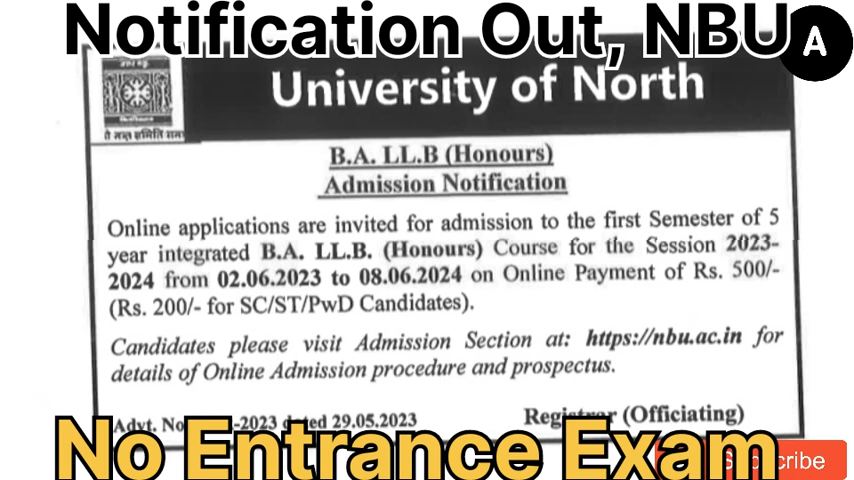 Notification Out, NBU
A
University of North
B.A. LL.B (Honours)
Admission Notification
Online applications are invited for admission to the first Semester of 5
year integrated B.A. LL.B. (Honours) Course for the Session 2023-
2024 from 02.06.2023 to 08.06.2024 on Online Payment of Rs. 500/-
(Rs. 200/- for SC/ST/PwD Candidates).
Candidates please visit Admission Section at: https://nbu.ac.in for
details of Online Admission procedure and prospectus.
Advt. No -2023 dated 29.05.2023 Registrar (Officiating)
No Entrance Exam